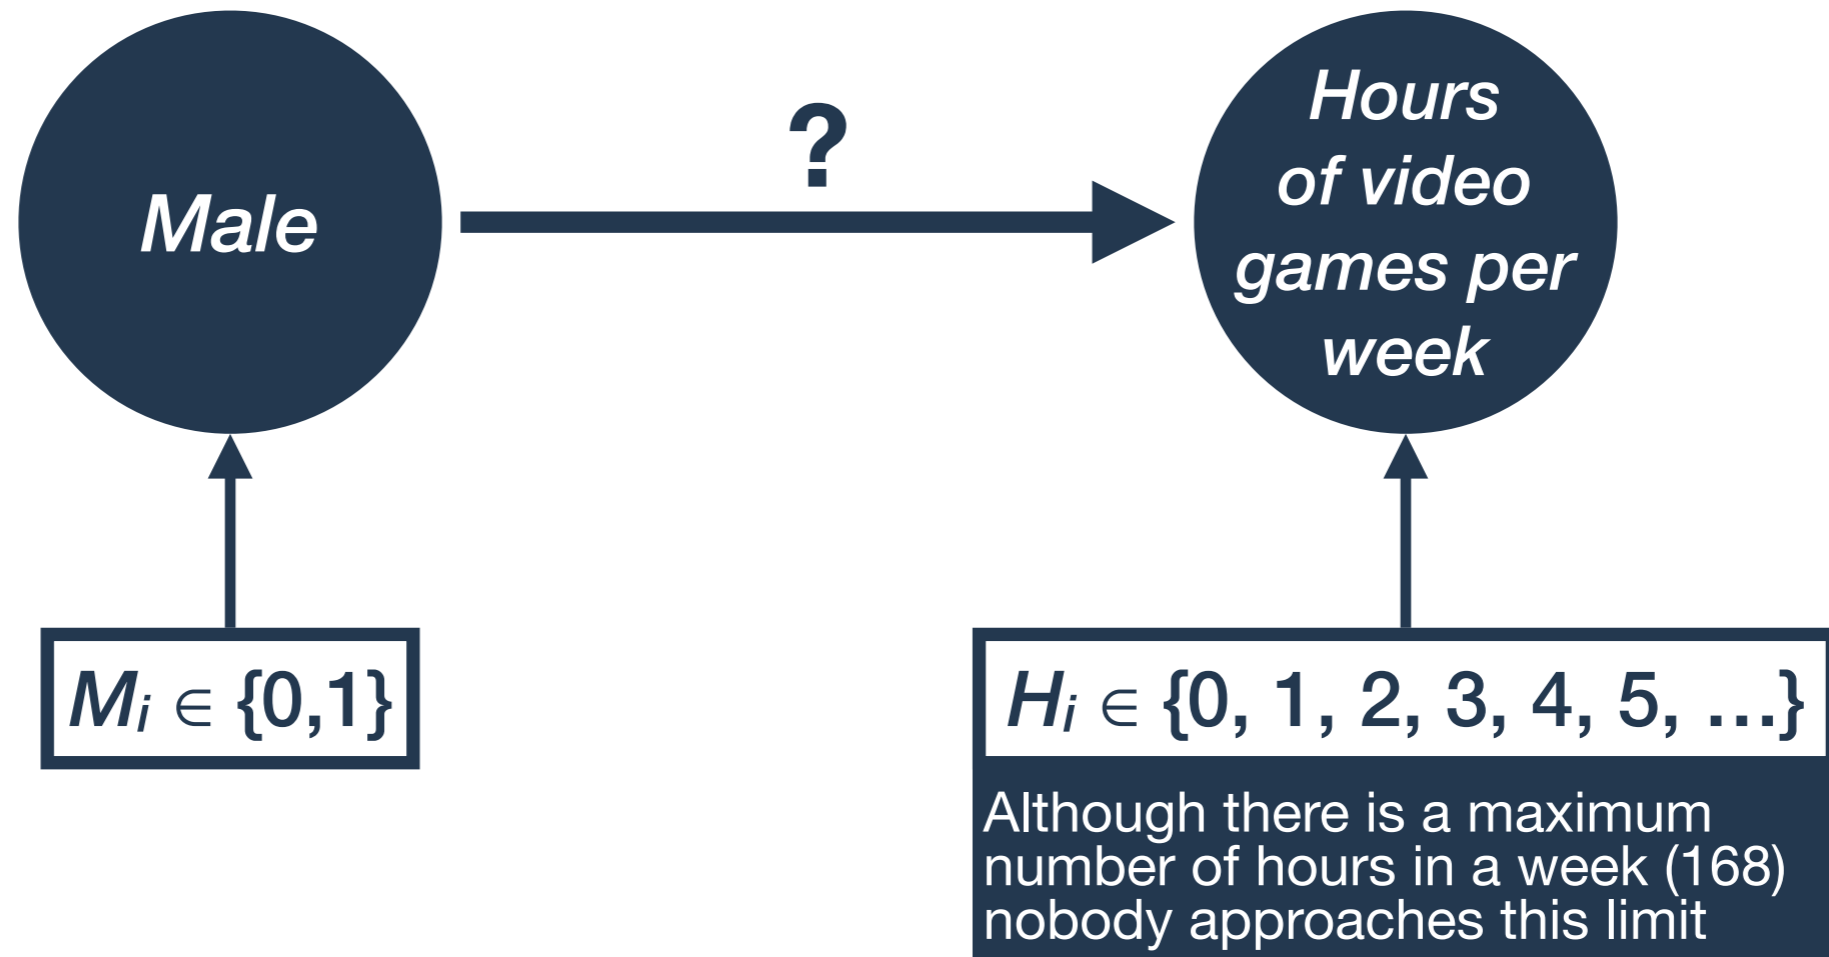 Male
?
Hours
of video
games per
week
Mi ∈ {0,1}
Hi ∈ {0, 1, 2, 3, 4, 5, ...}
Although there is a maximum
number of hours in a week (168)
nobody approaches this limit